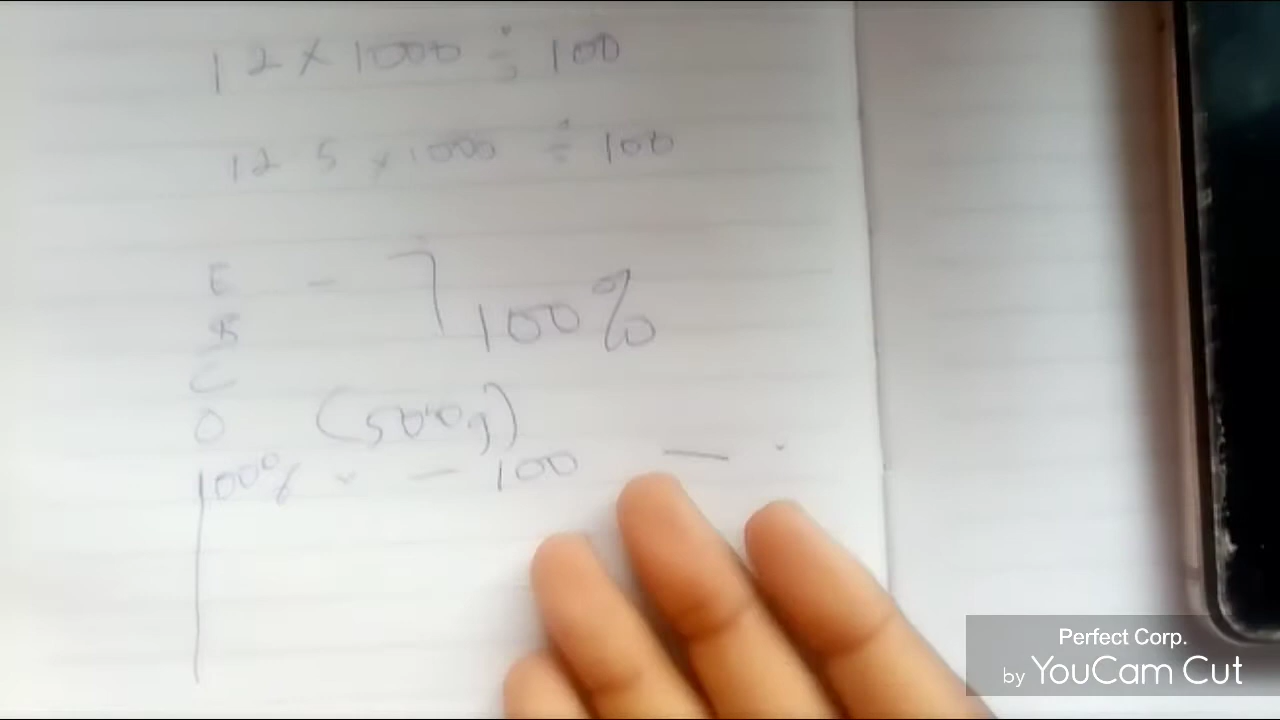 12 x 1000 ÷ 100
12 5 x 1000 ÷ 100
E -
100%
B
C
O (500g)
100% - 100 -
Perfect Corp.
by YouCam Cut